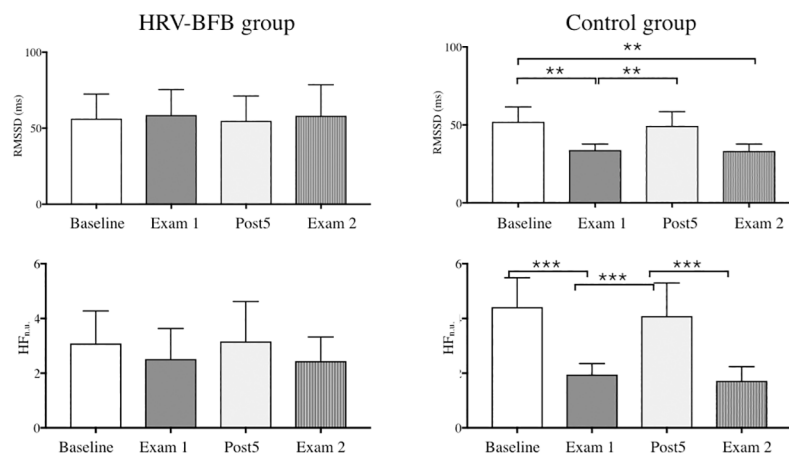 HRV-BFB group
Control group
100
RMSSD (ms)
50
0
Baseline Exam 1 Post5 Exam 2
100
RMSSD (ms)
50
0
**
** **
Baseline Exam 1 Post5 Exam 2
6
4
HFn.u.
2
0
Baseline Exam 1 Post5 Exam 2
6
4
HFn.u.
2
0
*** *** ***
Baseline Exam 1 Post5 Exam 2